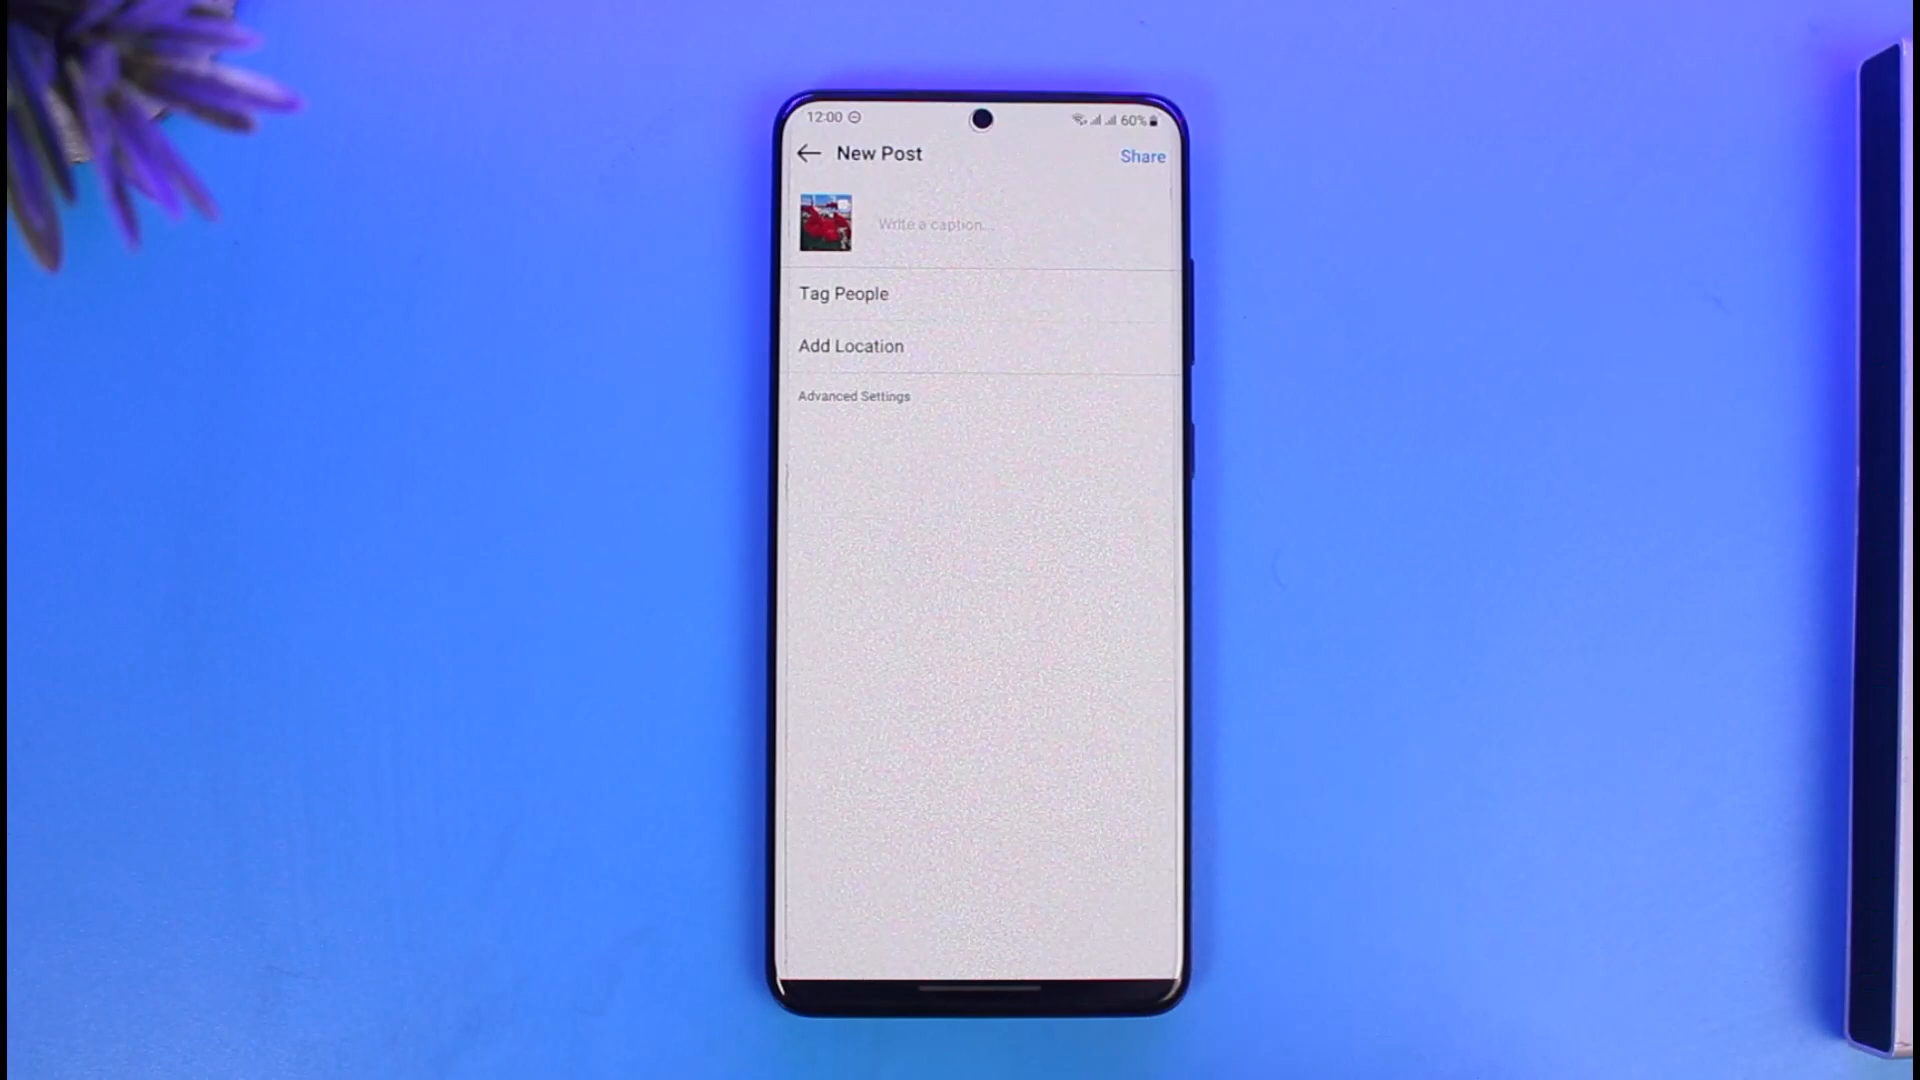 12:00
60%
New Post
Share
Write a caption...
Tag People
Add Location
Advanced Settings